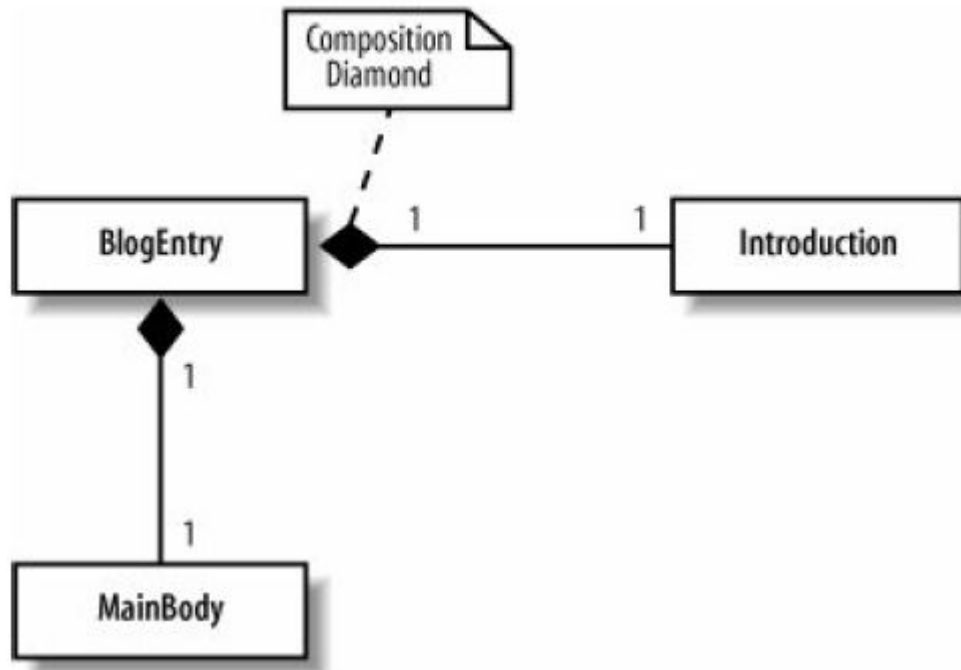 Composition
Diamond
BlogEntry
1
1
Introduction
1
1
MainBody